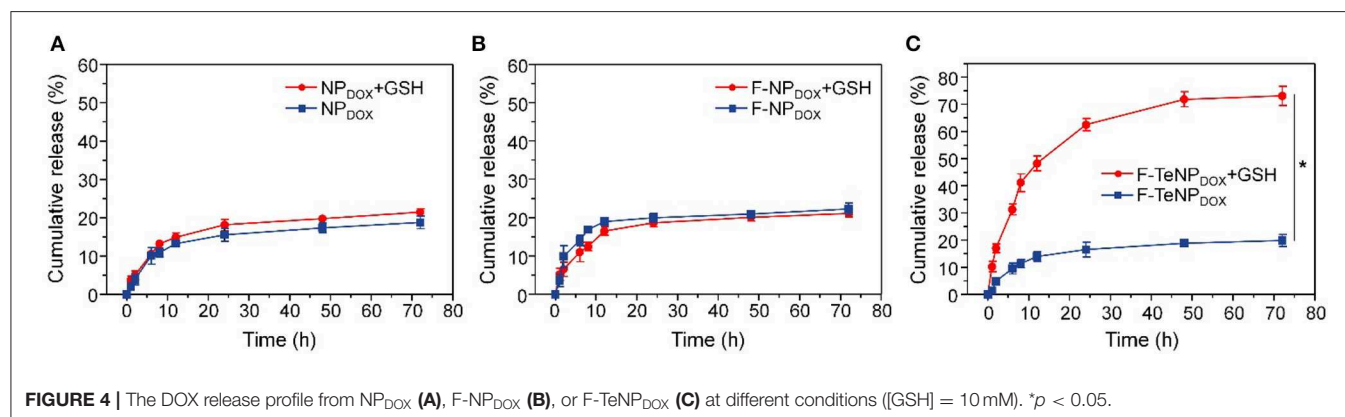 A
60
50
40
30
20
10
0
Cumulative release (%)
NPDOX+GSH
NPDOX
0 10 20 30 40 50 60 70 80
Time (h)
B
60
50
40
30
20
10
0
Cumulative release (%)
F-NPDOX+GSH
F-NPDOX
0 10 20 30 40 50 60 70 80
Time (h)
C
80
70
60
50
40
30
20
10
0
Cumulative release (%)
F-TeNPDOX+GSH
F-TeNPDOX
*
0 10 20 30 40 50 60 70 80
Time (h)
FIGURE 4 | The DOX release profile from NPDOX (A), F-NPDOX (B), or F-TeNPDOX (C) at different conditions ([GSH] = 10 mM). *p < 0.05.